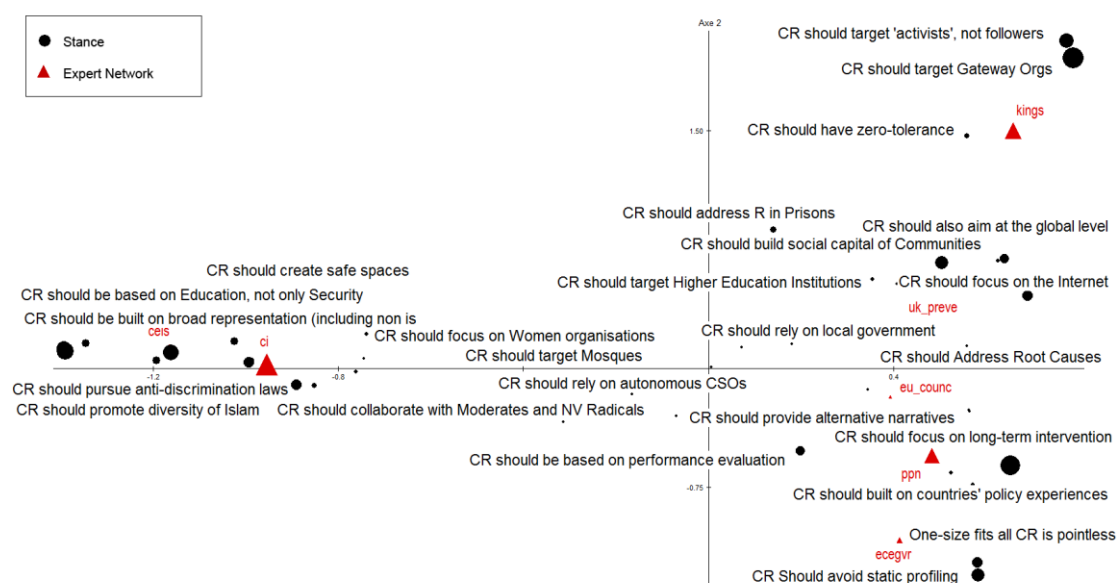 Axe 2
Stance
Expert Network
CR should target 'activists', not followers
CR should target Gateway Orgs
kings
1.50
CR should have zero-tolerance
CR should address R in Prisons
CR should also aim at the global level
CR should build social capital of Communities
CR should create safe spaces
CR should target Higher Education Institutions
CR should focus on the Internet
CR should be based on Education, not only Security
uk_preve
CR should be built on broad representation (including non is
ceis
ci
CR should focus on Women organisations
CR should rely on local government
CR should target Mosques
CR should Address Root Causes
-1.2
-0.8
0.4
CR should pursue anti-discrimination laws
CR should rely on autonomous CSOs
eu_counc
CR should promote diversity of Islam
CR should collaborate with Moderates and NV Radicals
CR should provide alternative narratives
CR should focus on long-term intervention
CR should be based on performance evaluation
ppn
-0.75
CR should built on countries' policy experiences
One-size fits all CR is pointless
ecegvr
CR Should avoid static profiling